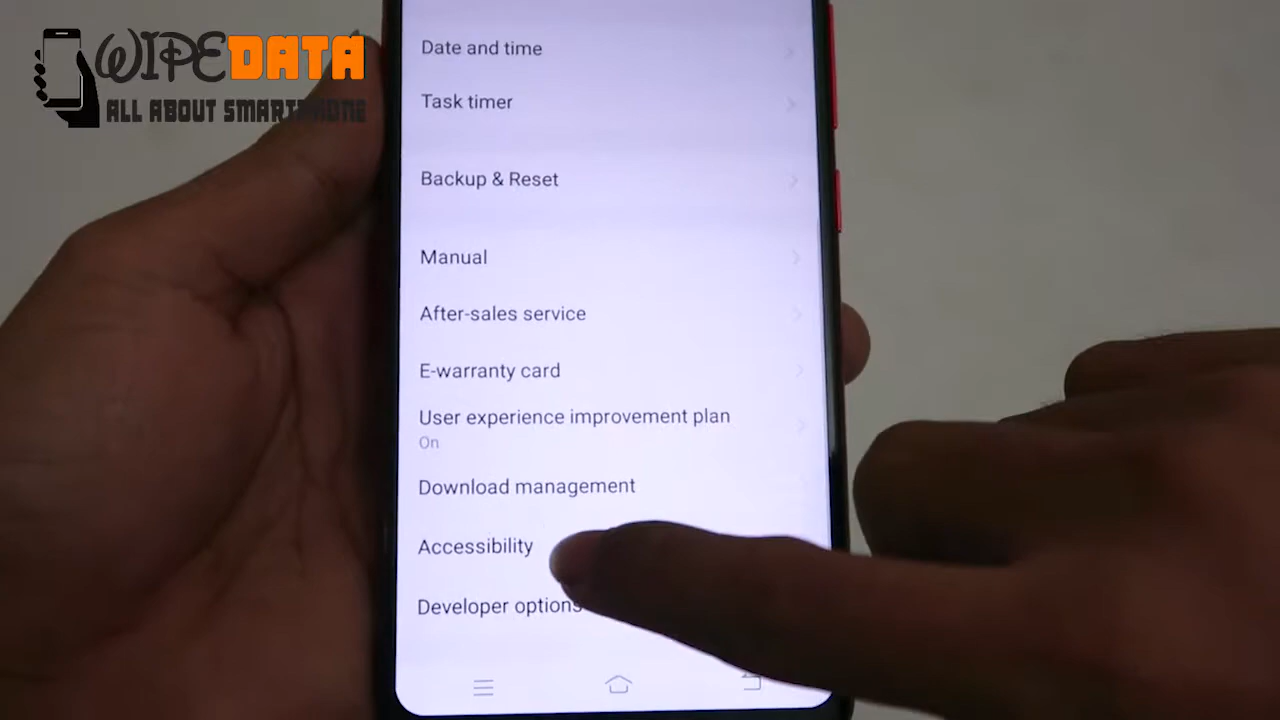 WIPEDATA
ALL ABOUT SMARTPHONE
Date and time
Task timer
Backup & Reset
Manual
After-sales service
E-warranty card
User experience improvement plan
On
Download management
Accessibility
Developer options